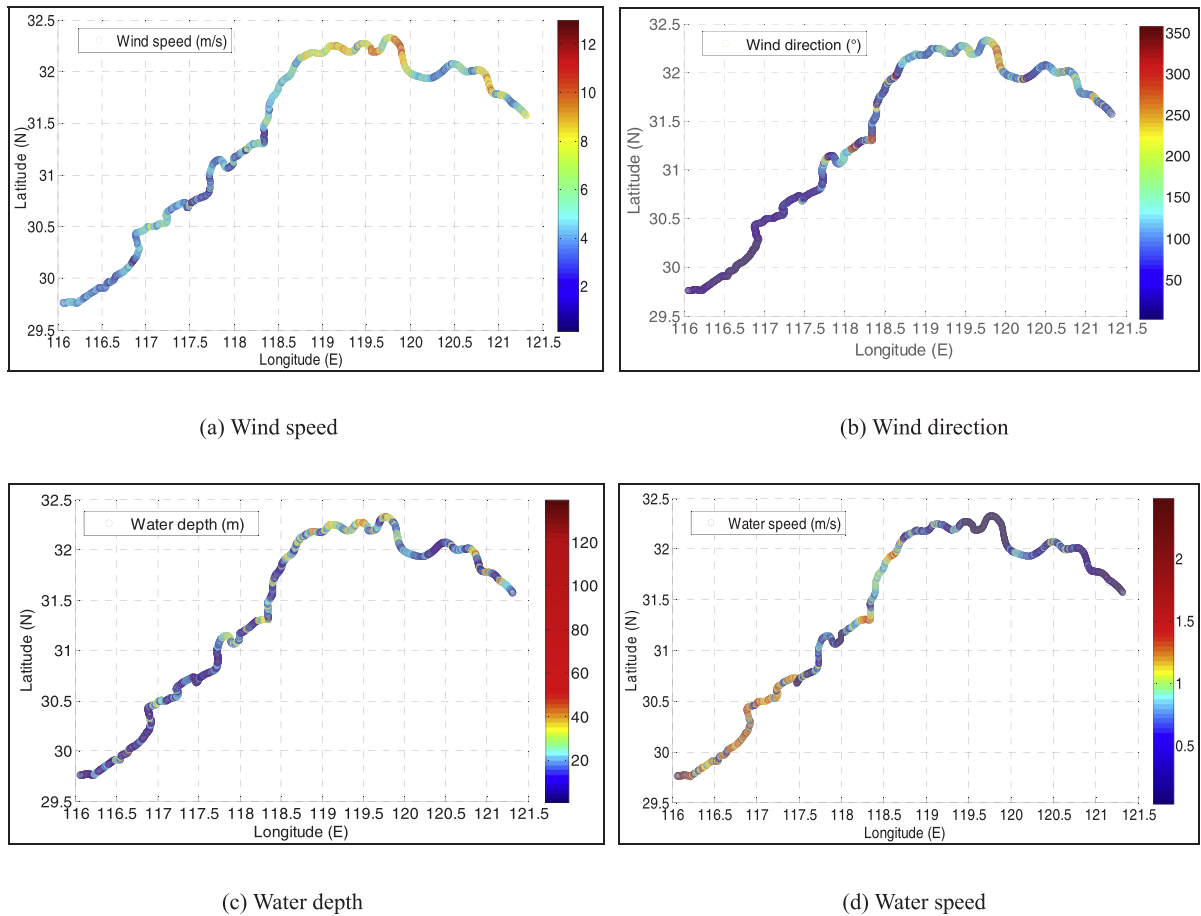 32.5
32
31.5
31
30.5
30
29.5
Latitude (N)
Wind speed (m/s)
12
10
8
6
4
2
116 116.5 117 117.5 118 118.5 119 119.5 120 120.5 121 121.5
Longitude (E)
(a) Wind speed
32.5
32
31.5
31
30.5
30
29.5
Latitude (N)
Wind direction (°)
350
300
250
200
150
100
50
116 116.5 117 117.5 118 118.5 119 119.5 120 120.5 121 121.5
Longitude (E)
(b) Wind direction
32.5
32
31.5
31
30.5
30
29.5
Latitude (N)
Water depth (m)
120
100
80
60
40
20
116 116.5 117 117.5 118 118.5 119 119.5 120 120.5 121 121.5
Longitude (E)
(c) Water depth
32.5
32
31.5
31
30.5
30
29.5
Latitude (N)
Water speed (m/s)
2
1.5
1
0.5
116 116.5 117 117.5 118 118.5 119 119.5 120 120.5 121 121.5
Longitude (E)
(d) Water speed